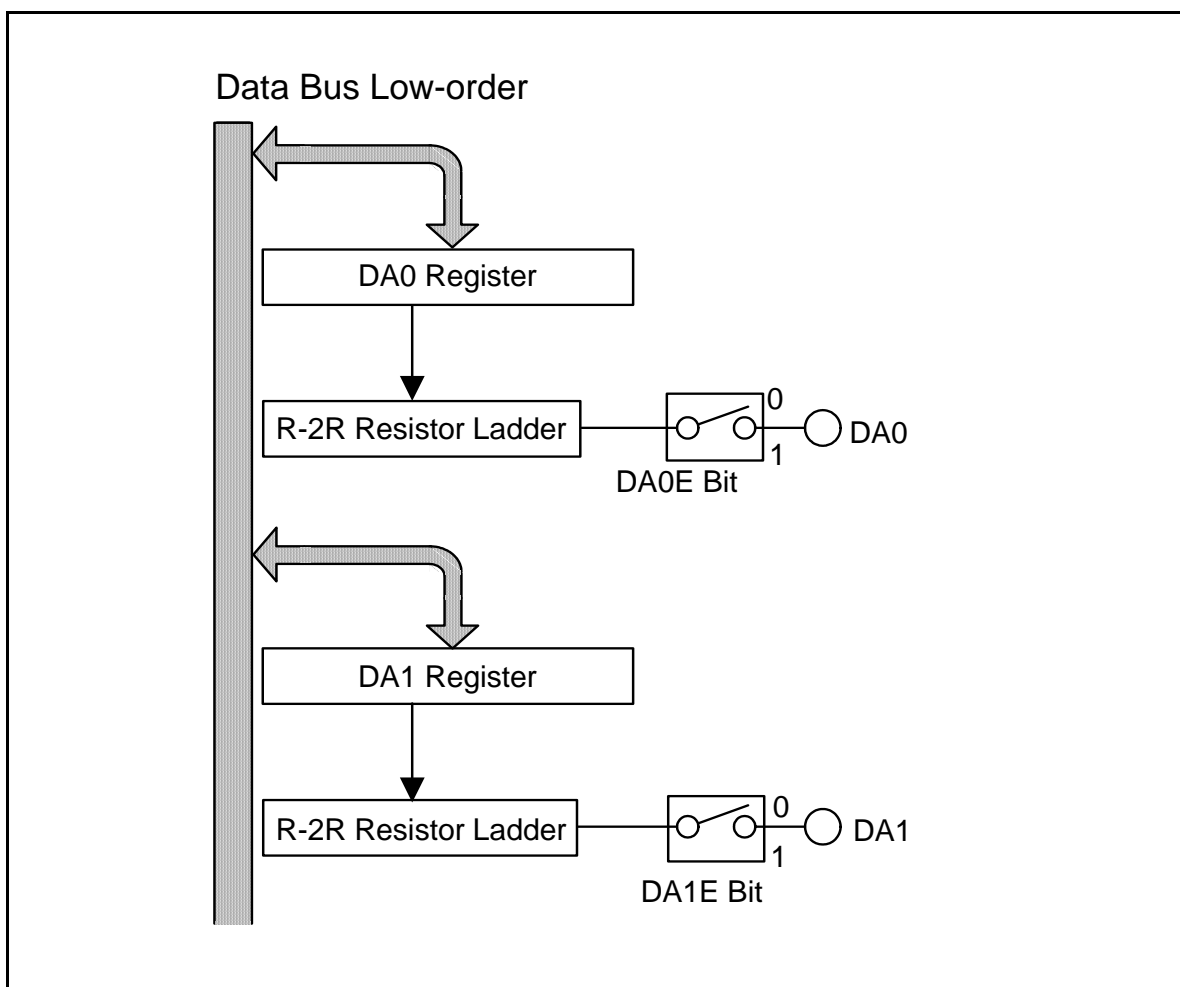 Data Bus Low-order
DA0 Register
R-2R Resistor Ladder
0
1
DA0
DA0E Bit
DA1 Register
R-2R Resistor Ladder
0
1
DA1
DA1E Bit